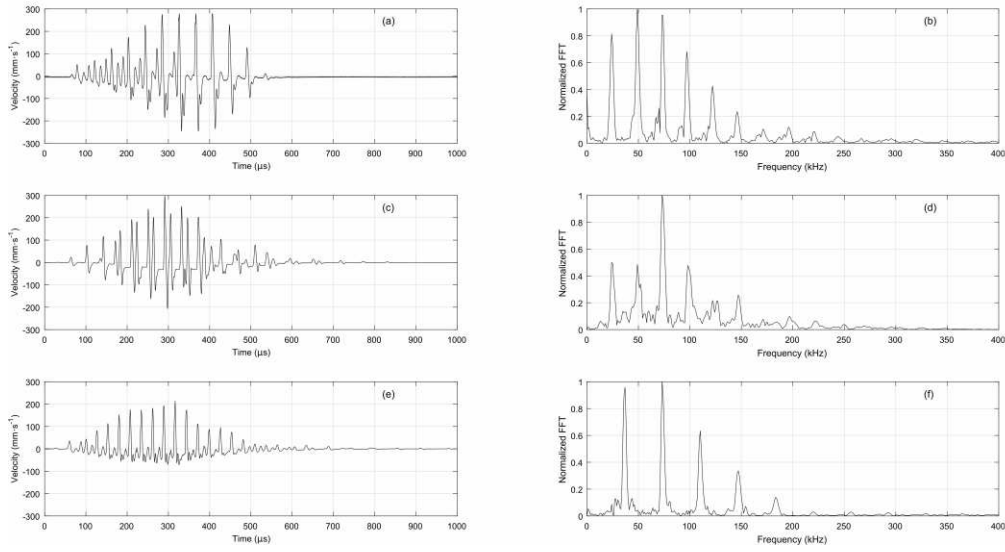 (a)
Velocity (mm·s⁻¹)
300
200
100
0
-100
-200
-300
0 100 200 300 400 500 600 700 800 900 1000
Time (µs)
(b)
Normalized FFT
1
0.8
0.6
0.4
0.2
0
0 50 100 150 200 250 300 350 400
Frequency (kHz)
(c)
Velocity (mm·s⁻¹)
300
200
100
0
-100
-200
-300
0 100 200 300 400 500 600 700 800 900 1000
Time (µs)
(d)
Normalized FFT
1
0.8
0.6
0.4
0.2
0
0 50 100 150 200 250 300 350 400
Frequency (kHz)
(e)
Velocity (mm·s⁻¹)
300
200
100
0
-100
-200
-300
0 100 200 300 400 500 600 700 800 900 1000
Time (µs)
(f)
Normalized FFT
1
0.8
0.6
0.4
0.2
0
0 50 100 150 200 250 300 350 400
Frequency (kHz)